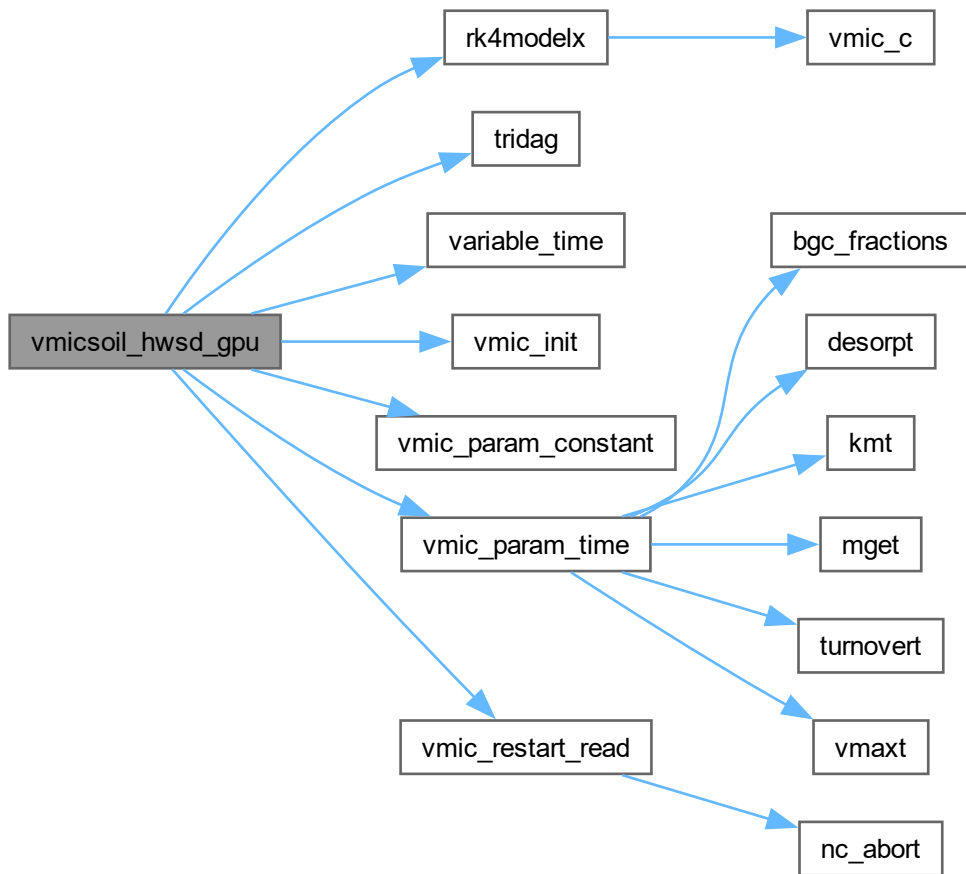 rk4modelx
vmic_c
tridag
variable_time
bgc_fractions
vmicsoil_hwsd_gpu
vmic_init
desorpt
vmic_param_constant
kmt
vmic_param_time
mget
turnovert
vmic_restart_read
vmaxt
nc_abort